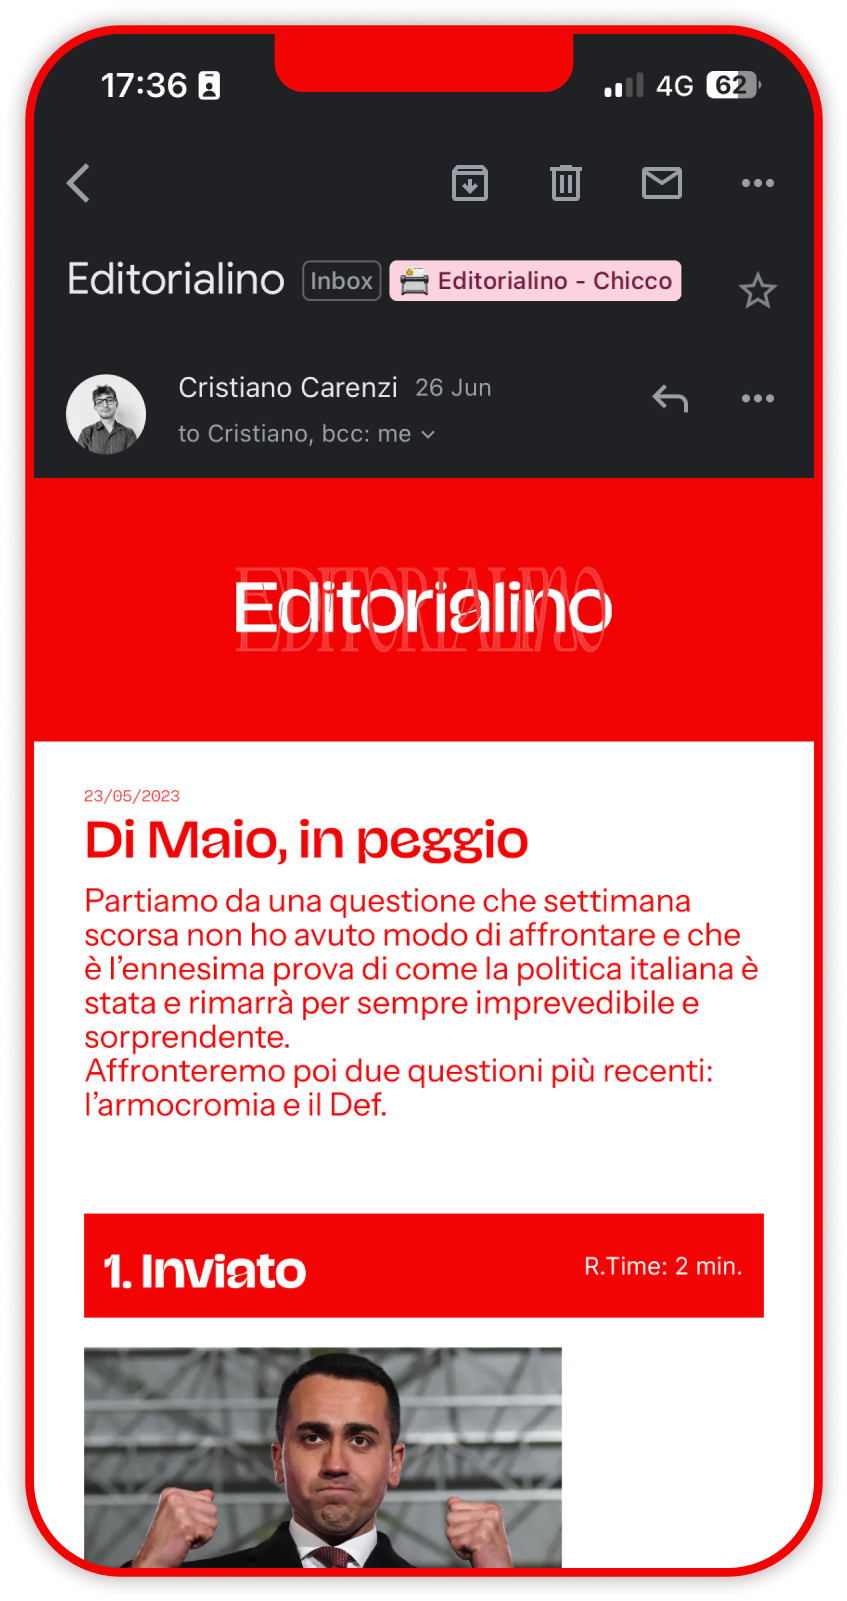 17:36 4G 62
Editorialino Inbox Editorialino - Chicco
Cristiano Carenzi 26 Jun
to Cristiano, bcc: me
Editorialino
EDITORIALINO
23/05/2023
Di Maio, in peggio
Partiamo da una questione che settimana
scorsa non ho avuto modo di affrontare e che
è l’ennesima prova di come la politica italiana è
stata e rimarrà per sempre imprevedibile e
sorprendente.
Affronteremo poi due questioni più recenti:
l’armocromia e il Def.
1. Inviato R.Time: 2 min.